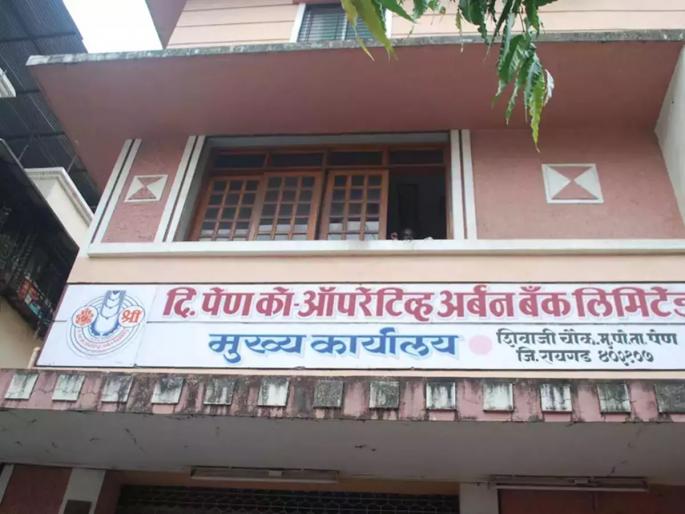 दि. पेण को-ऑपरेटिव्ह अर्बन बँक लिमिटेड
श्री
मुख्य कार्यालय
शिवाजी चौक. मु. पो. ता. पेण
जि. रायगड ४०२१०७